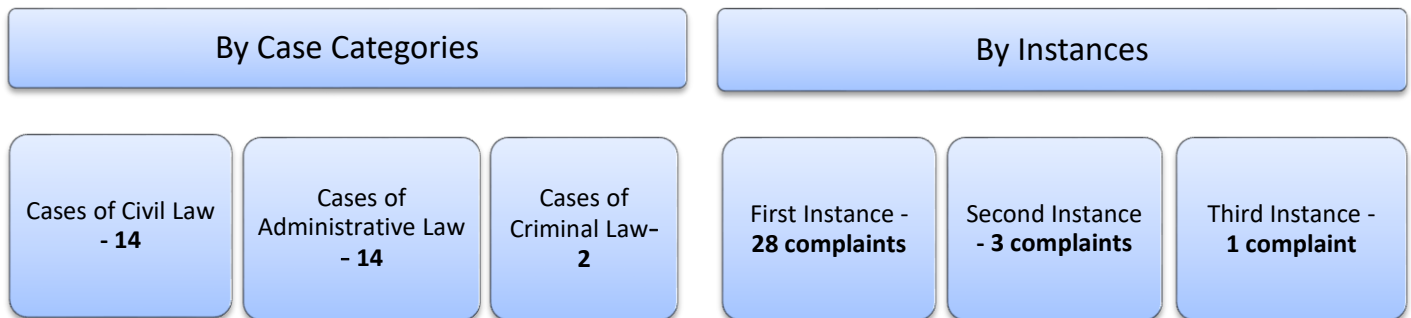 By Case Categories
By Instances
Cases of Civil Law
- 14
Cases of
Administrative Law
- 14
Cases of
Criminal Law-
2
First Instance -
28 complaints
Second Instance
- 3 complaints
Third Instance -
1 complaint